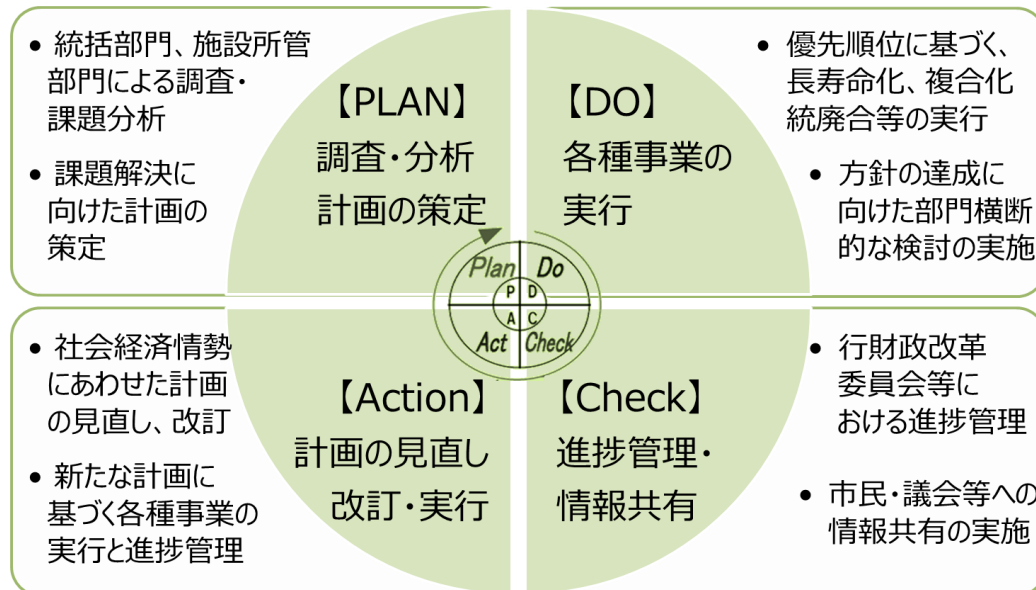 • 統括部門、施設所管
部門による調査・
課題分析
• 課題解決に
向けた計画の
策定
【PLAN】
調査・分析
計画の策定
【DO】
各種事業の
実行
• 優先順位に基づく、
長寿命化、複合化
統廃合等の実行
• 方針の達成に
向けた部門横断
的な検討の実施
Plan
Do
P
D
A
C
Act
Check
• 社会経済情勢
にあわせた計画
の見直し、改訂
• 新たな計画に
基づく各種事業の
実行と進捗管理
【Action】
計画の見直し
改訂・実行
【Check】
進捗管理・
情報共有
• 行財政改革
委員会等に
おける進捗管理
• 市民・議会等への
情報共有の実施